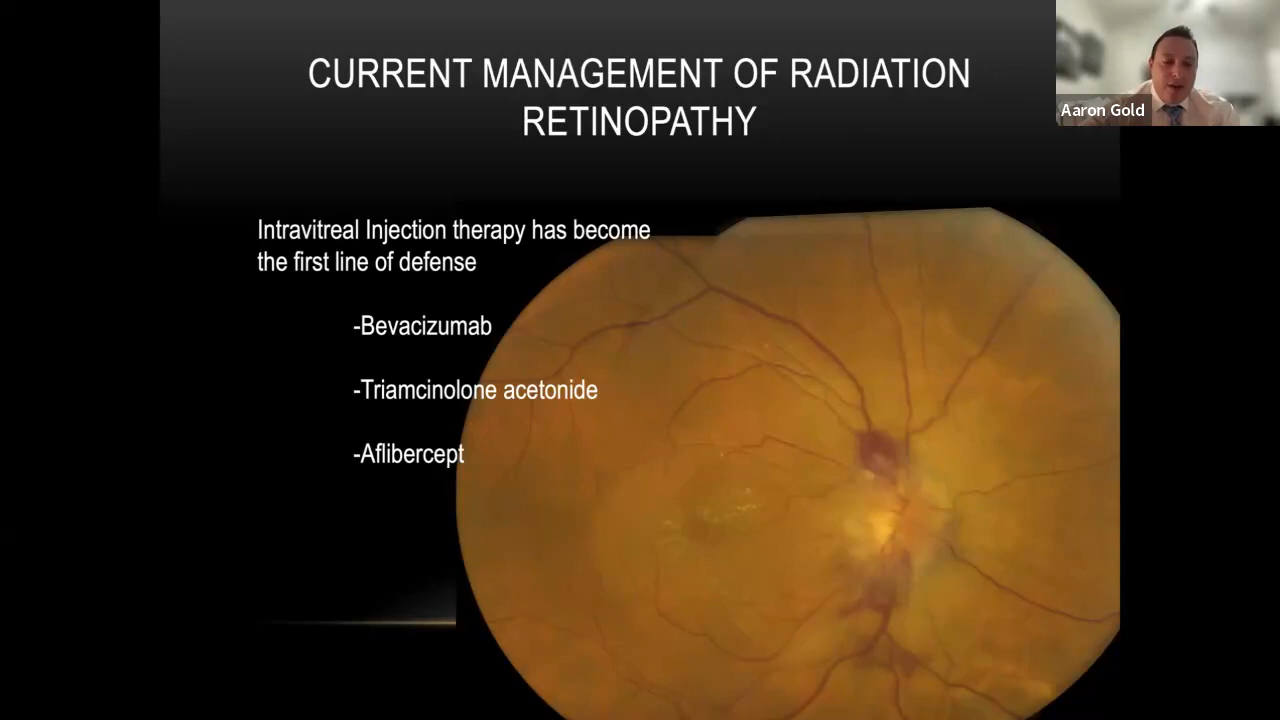 CURRENT MANAGEMENT OF RADIATION
RETINOPATHY
Aaron Gold
Intravitreal Injection therapy has become
the first line of defense
-Bevacizumab
-Triamcinolone acetonide
-Aflibercept